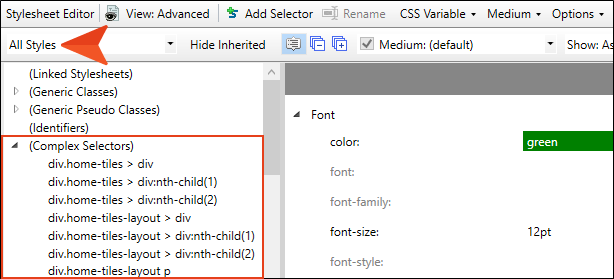 Stylesheet Editor View: Advanced Add Selector Rename CSS Variable Medium Options
All Styles Hide Inherited Medium: (default) Show: As
(Linked Stylesheets)
(Generic Classes)
(Generic Pseudo Classes)
(Identifiers)
(Complex Selectors)
div.home-tiles > div
div.home-tiles > div:nth-child(1)
div.home-tiles > div:nth-child(2)
div.home-tiles-layout > div
div.home-tiles-layout > div:nth-child(1)
div.home-tiles-layout > div:nth-child(2)
div.home-tiles-layout p
Font
color: green
font:
font-family:
font-size: 12pt
font-style: